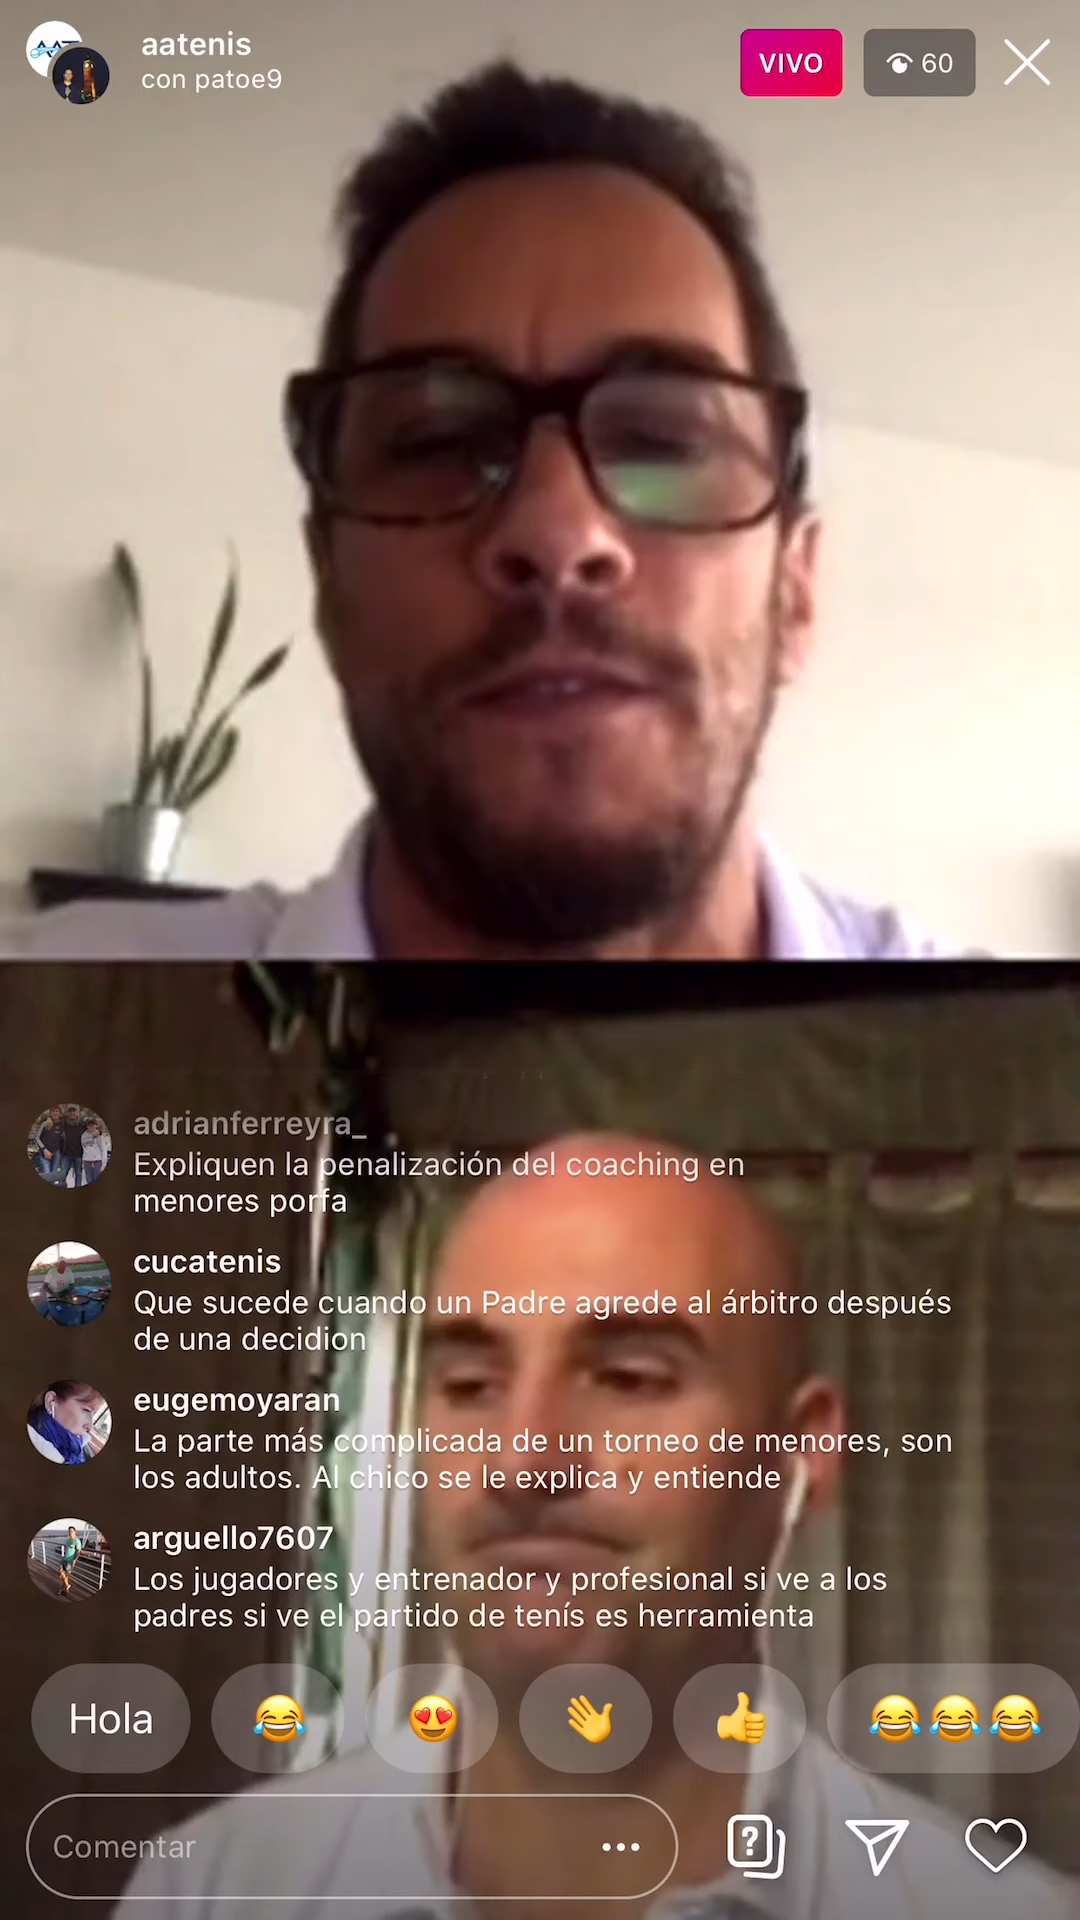 aatenis
con patoe9
VIVO
60
adrianferreyra_
Expliquen la penalización del coaching en
menores porfa
cucatenis
Que sucede cuando un Padre agrede al árbitro después
de una decidion
eugemoyaran
La parte más complicada de un torneo de menores, son
los adultos. Al chico se le explica y entiende
arguello7607
Los jugadores y entrenador y profesional si ve a los
padres si ve el partido de tenís es herramienta
Hola 😂 😍 👋 👍 😂😂😂
Comentar